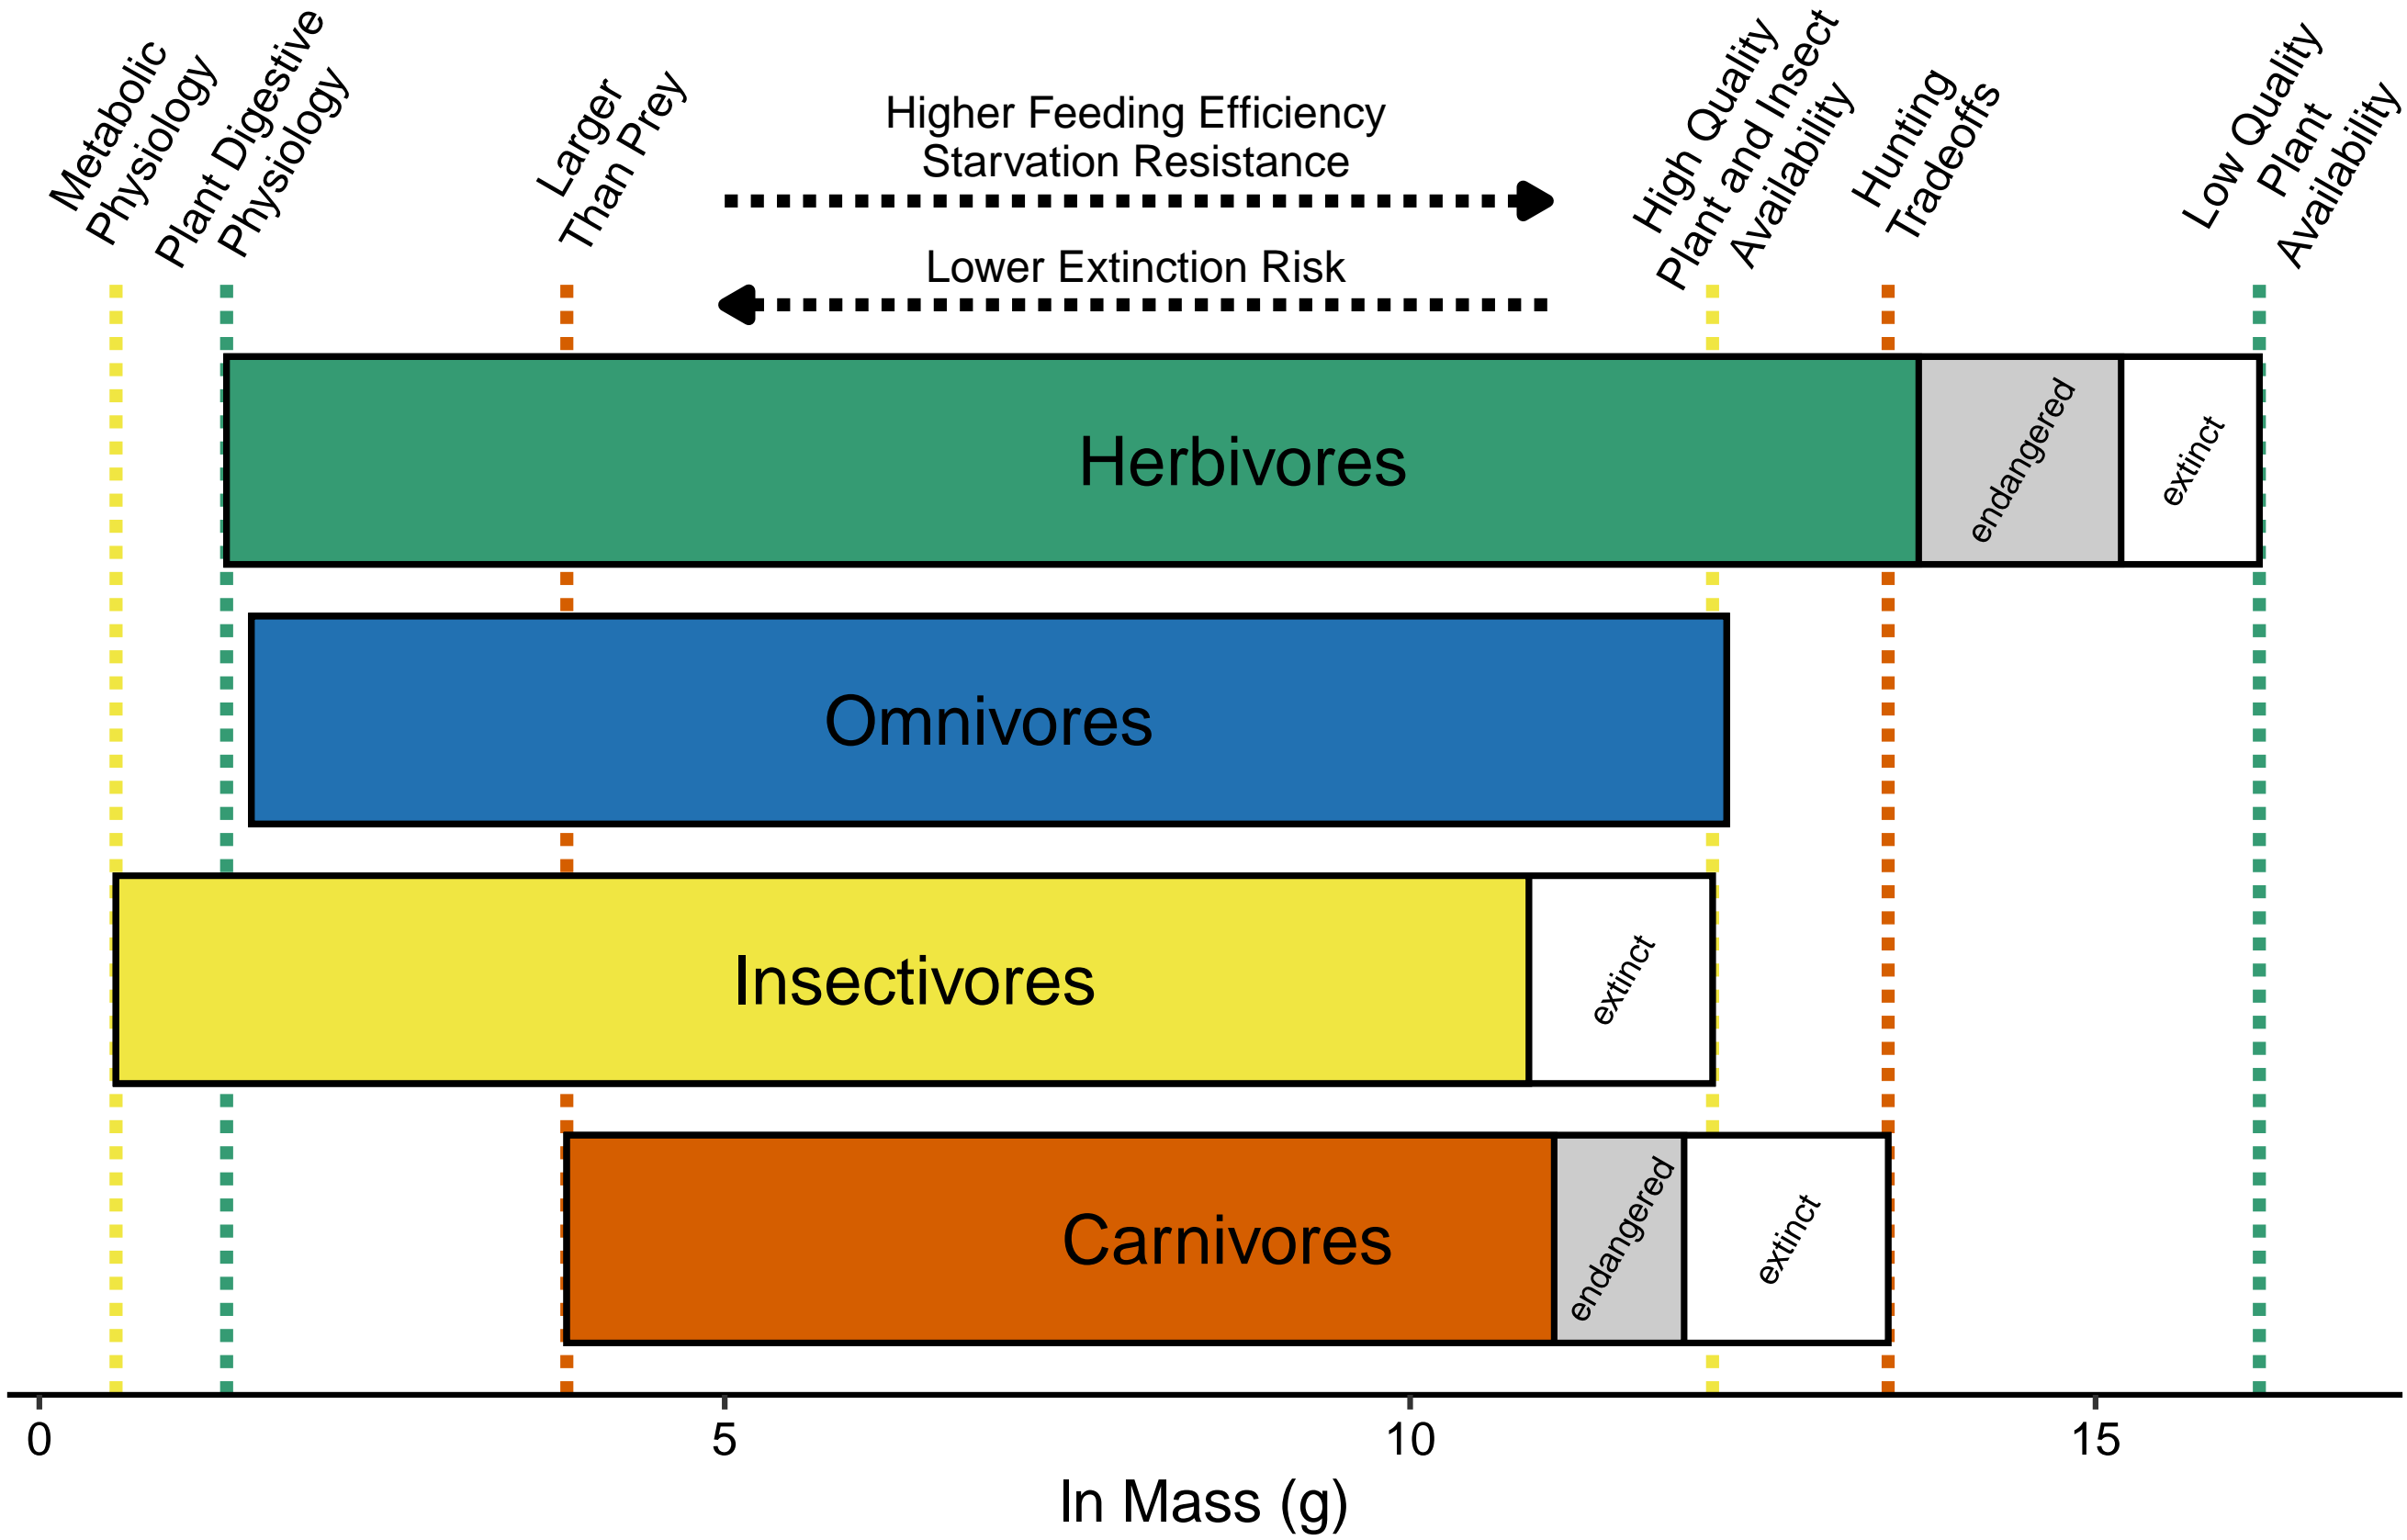 Metabolic
Physiology
Plant Digestive
Physiology
Larger
Than Prey
Higher Feeding Efficiency
Starvation Resistance
Lower Extinction Risk
High Quality
Plant and Insect
Availability
Hunting
Tradeoffs
Low Quality
Plant
Availability
Herbivores
endangered
extinct
Omnivores
Insectivores
extinct
Carnivores
endangered
extinct
0
5
10
15
ln Mass (g)